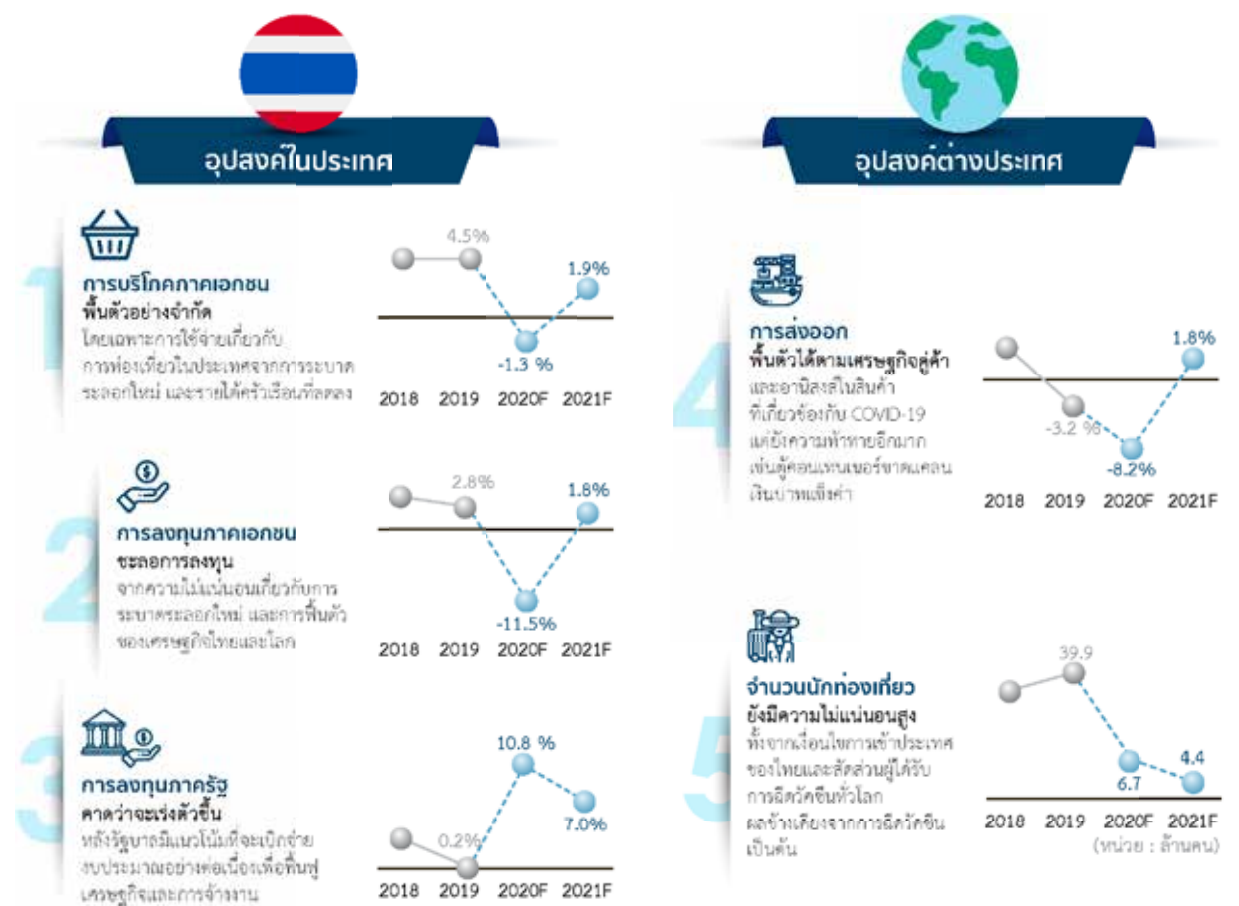 อุปสงค์ในประเทศ
1
การบริโภคภาคเอกชน
ฟื้นตัวอย่างจำกัด
โดยเฉพาะการใช้จ่ายเกี่ยวกับ
การท่องเที่ยวในประเทศจากการระบาด
ระลอกใหม่ และรายได้ครัวเรือนที่ลดลง
4.5%
1.9%
-1.3 %
2018 2019 2020F 2021F
2
การลงทุนภาคเอกชน
ชะลอการลงทุน
จากความไม่แน่นอนเกี่ยวกับการ
ระบาดระลอกใหม่ และการฟื้นตัว
ของเศรษฐกิจไทยและโลก
2.8%
1.8%
-11.5%
2018 2019 2020F 2021F
3
การลงทุนภาครัฐ
คาดว่าจะเร่งตัวขึ้น
หลังรัฐบาลมีแนวโน้มที่จะเบิกจ่าย
งบประมาณอย่างต่อเนื่องเพื่อฟื้นฟู
เศรษฐกิจและการจ้างงาน
10.8 %
0.2%
7.0%
2018 2019 2020F 2021F
อุปสงค์ต่างประเทศ
4
การส่งออก
ฟื้นตัวได้ตามเศรษฐกิจคู่ค้า
และอานิสงส์ในสินค้า
ที่เกี่ยวข้องกับ COVID-19
แต่ยังความท้าทายอีกมาก
เช่นตู้คอนเทนเนอร์ขาดแคลน
เงินบาทแข็งค่า
1.8%
-3.2 %
-8.2%
2018 2019 2020F 2021F
5
จำนวนนักท่องเที่ยว
ยังมีความไม่แน่นอนสูง
ทั้งจากเงื่อนไขการเข้าประเทศ
ของไทยและสัดส่วนผู้ได้รับ
การฉีดวัคซีนทั่วโลก
ผลข้างเคียงจากการฉีดวัคซีน
เป็นต้น
39.9
4.4
6.7
2018 2019 2020F 2021F
(หน่วย : ล้านคน)